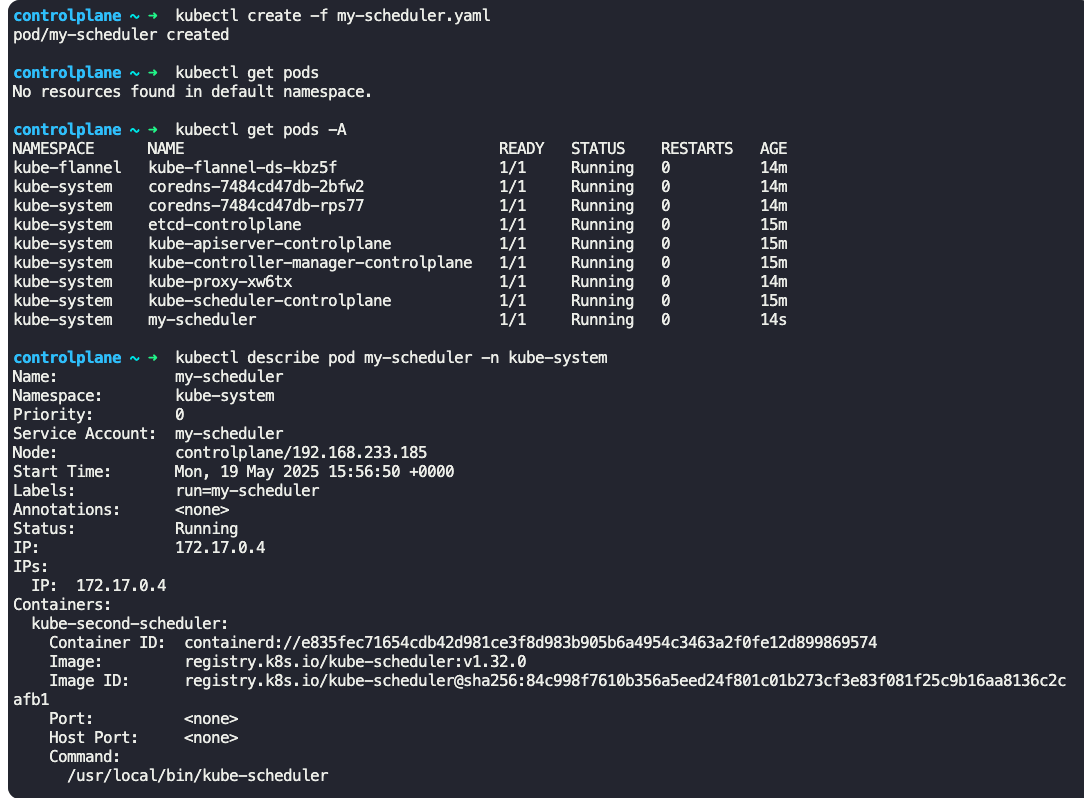 controlplane ~ ➜  kubectl create -f my-scheduler.yaml
pod/my-scheduler created
controlplane ~ ➜  kubectl get pods
No resources found in default namespace.
controlplane ~ ➜  kubectl get pods -A
NAMESPACE      NAME                                   READY   STATUS    RESTARTS   AGE
kube-flannel   kube-flannel-ds-kbz5f                  1/1     Running   0          14m
kube-system    coredns-7484cd47db-2bfw2               1/1     Running   0          14m
kube-system    coredns-7484cd47db-rps77               1/1     Running   0          14m
kube-system    etcd-controlplane                      1/1     Running   0          15m
kube-system    kube-apiserver-controlplane            1/1     Running   0          15m
kube-system    kube-controller-manager-controlplane   1/1     Running   0          15m
kube-system    kube-proxy-xw6tx                       1/1     Running   0          14m
kube-system    kube-scheduler-controlplane            1/1     Running   0          15m
kube-system    my-scheduler                           1/1     Running   0          14s
controlplane ~ ➜  kubectl describe pod my-scheduler -n kube-system
Name:             my-scheduler
Namespace:        kube-system
Priority:         0
Service Account:  my-scheduler
Node:             controlplane/192.168.233.185
Start Time:       Mon, 19 May 2025 15:56:50 +0000
Labels:           run=my-scheduler
Annotations:      <none>
Status:           Running
IP:               172.17.0.4
IPs:
  IP:  172.17.0.4
Containers:
  kube-second-scheduler:
    Container ID:  containerd://e835fec71654cdb42d981ce3f8d983b905b6a4954c3463a2f0fe12d899869574
    Image:         registry.k8s.io/kube-scheduler:v1.32.0
    Image ID:      registry.k8s.io/kube-scheduler@sha256:84c998f7610b356a5eed24f801c01b273cf3e83f081f25c9b16aa8136c2c
afb1
    Port:          <none>
    Host Port:     <none>
    Command:
      /usr/local/bin/kube-scheduler